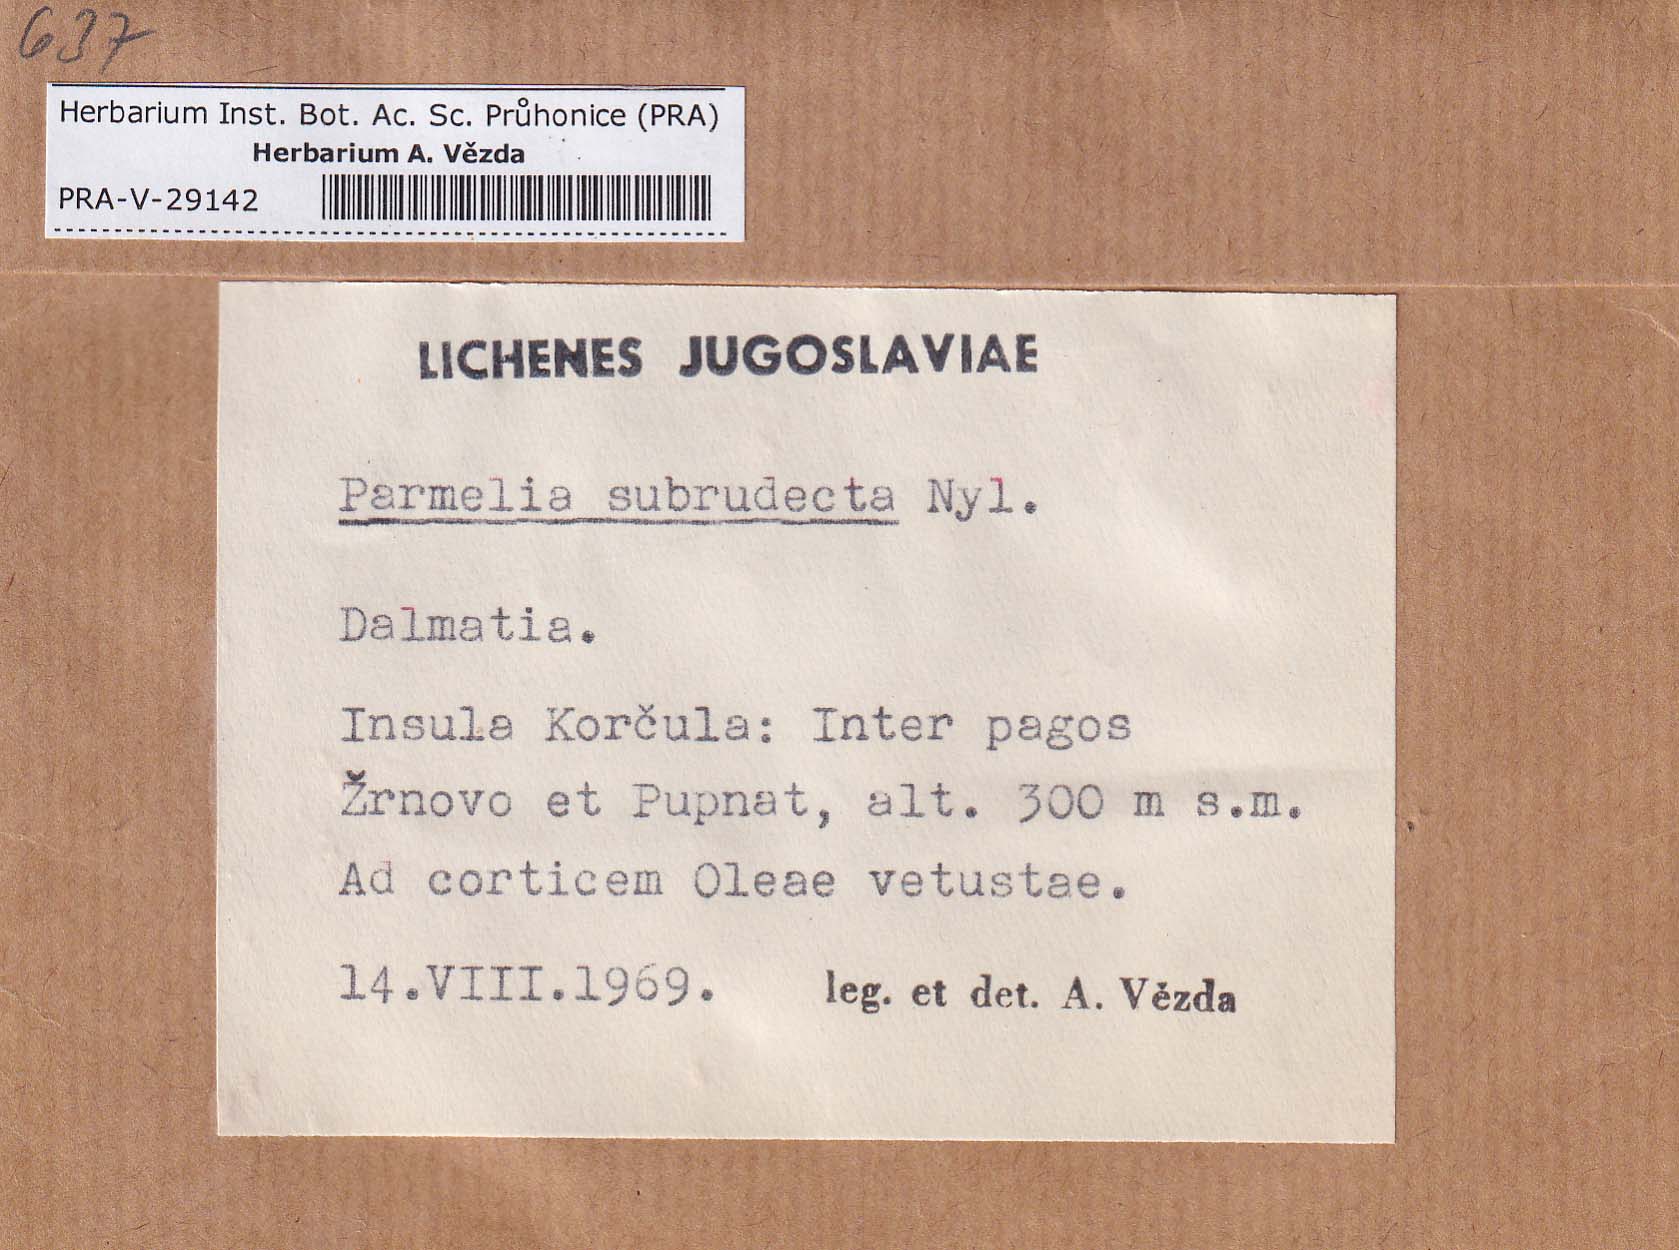 637
Herbarium Inst. Bot. Ac. Sc. Průhonice (PRA)
Herbarium A. Vězda
PRA-V-29142
LICHENES JUGOSLAVIAE
Parmelia subrudecta Nyl.
Dalmatia.
Insula Korčula: Inter pagos
Žrnovo et Pupnat, alt. 300 m s.m.
Ad corticem Oleae vetustae.
14.VIII.1969. leg. et det. A. Vězda